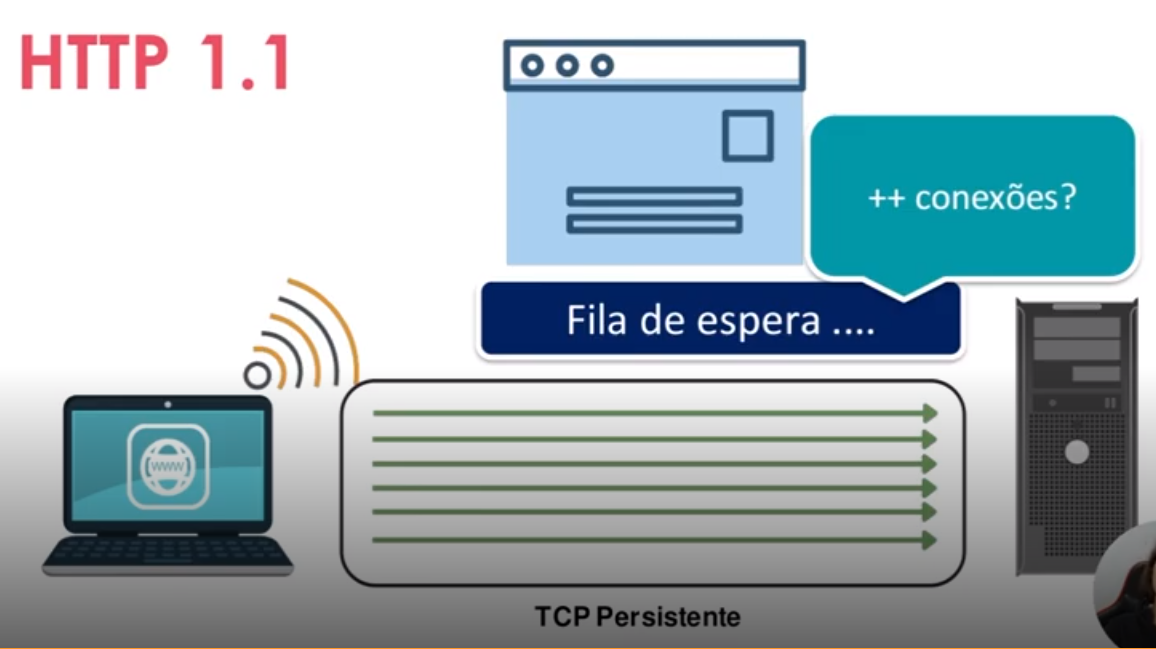 HTTP 1.1
++ conexões?
Fila de espera ....
WWW
TCP Persistente